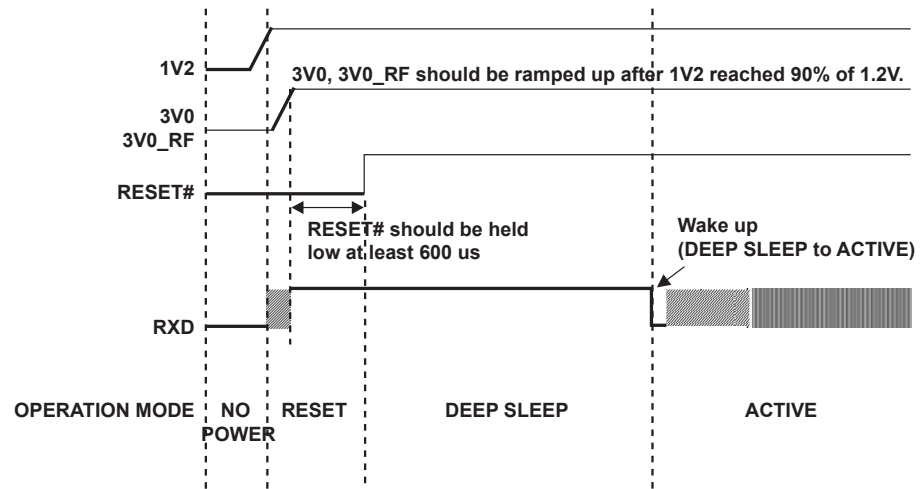 1V2
3V0, 3V0_RF should be ramped up after 1V2 reached 90% of 1.2V.
3V0
3V0_RF
RESET#
RESET# should be held
low at least 600 us
Wake up
(DEEP SLEEP to ACTIVE)
RXD
OPERATION MODE
NO
POWER
RESET
DEEP SLEEP
ACTIVE